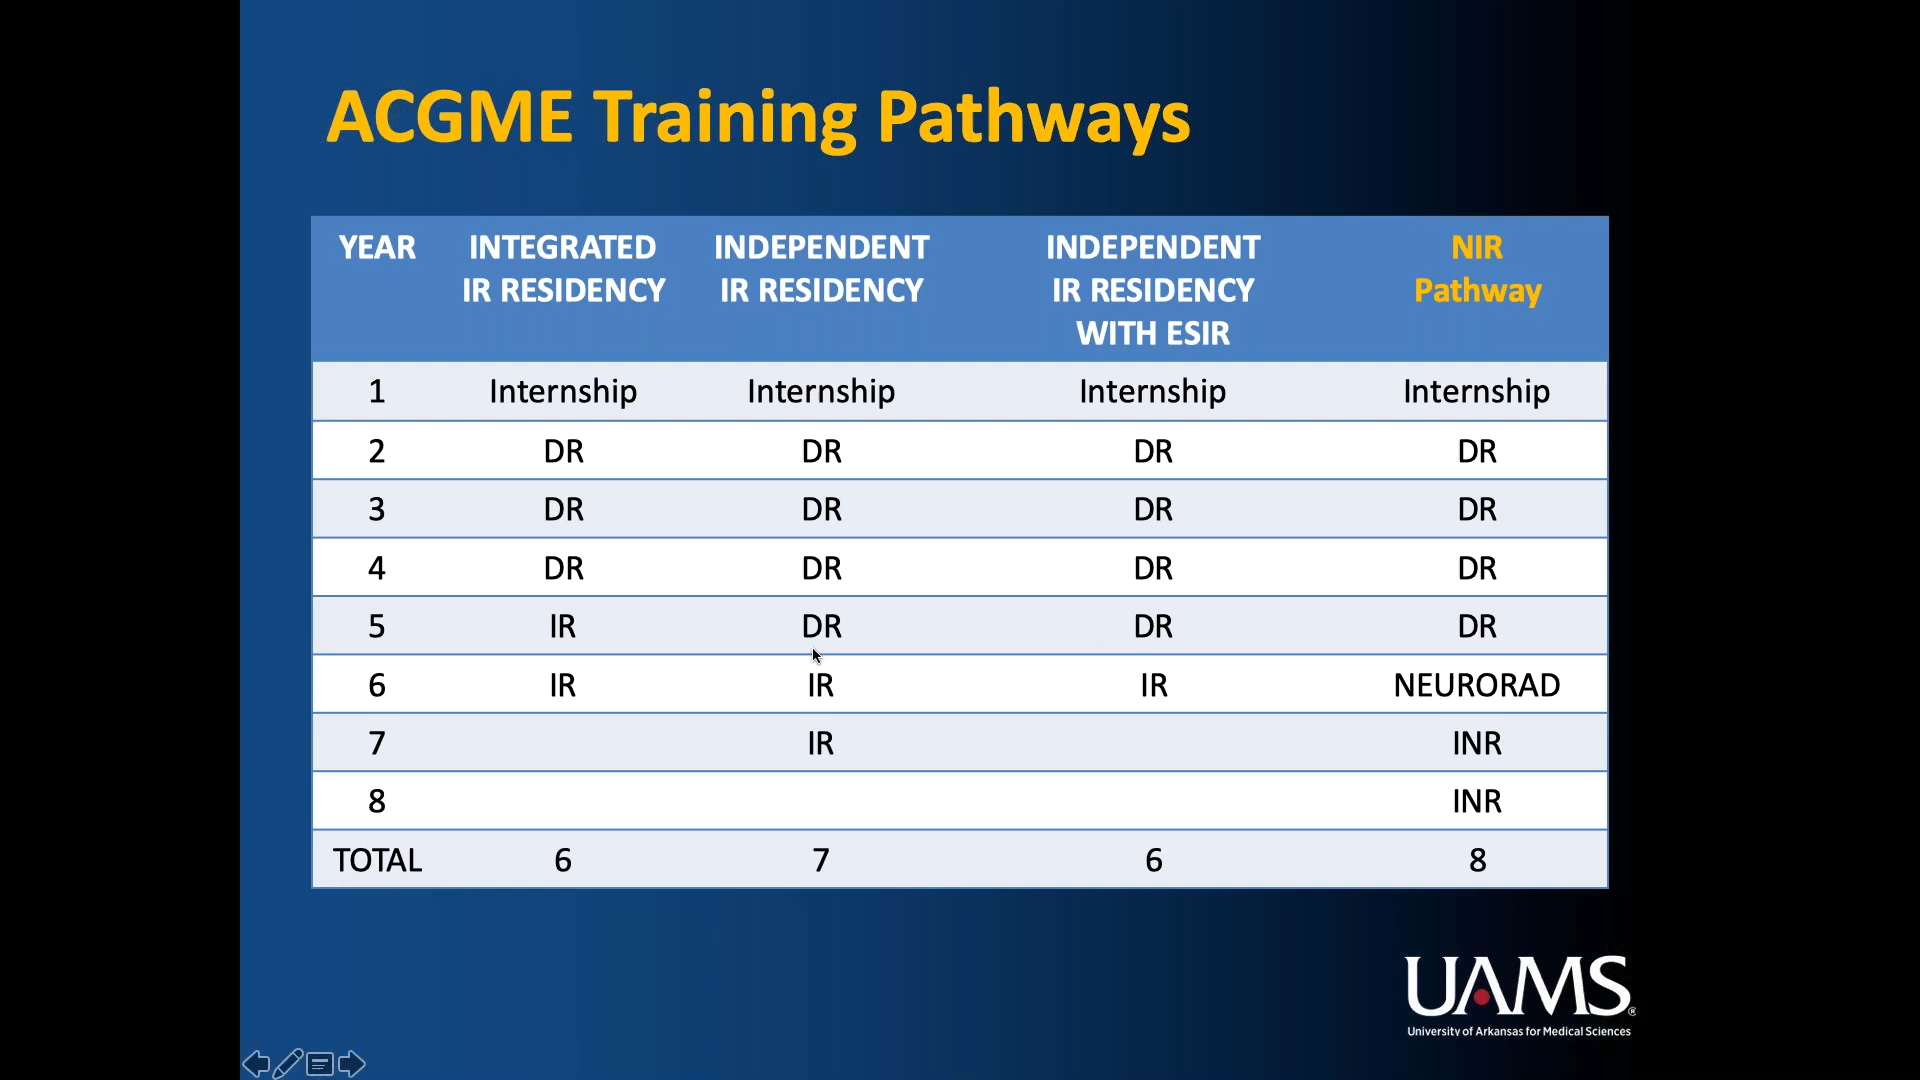 ACGME Training Pathways
YEAR INTEGRATED IR RESIDENCY INDEPENDENT IR RESIDENCY INDEPENDENT IR RESIDENCY WITH ESIR NIR Pathway
1 Internship Internship Internship Internship
2 DR DR DR DR
3 DR DR DR DR
4 DR DR DR DR
5 IR DR DR DR
6 IR IR IR NEURORAD
7 IR INR
8 INR
TOTAL 6 7 6 8
UAMS®
University of Arkansas for Medical Sciences